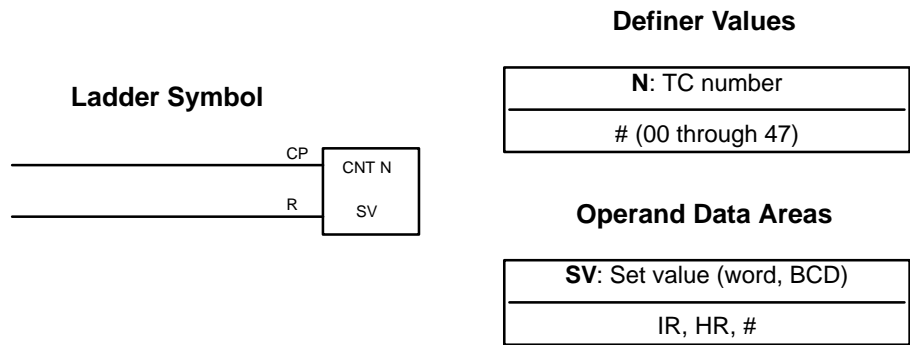 Ladder Symbol
CP
CNT N
R
SV
Definer Values
N: TC number
# (00 through 47)
Operand Data Areas
SV: Set value (word, BCD)
IR, HR, #